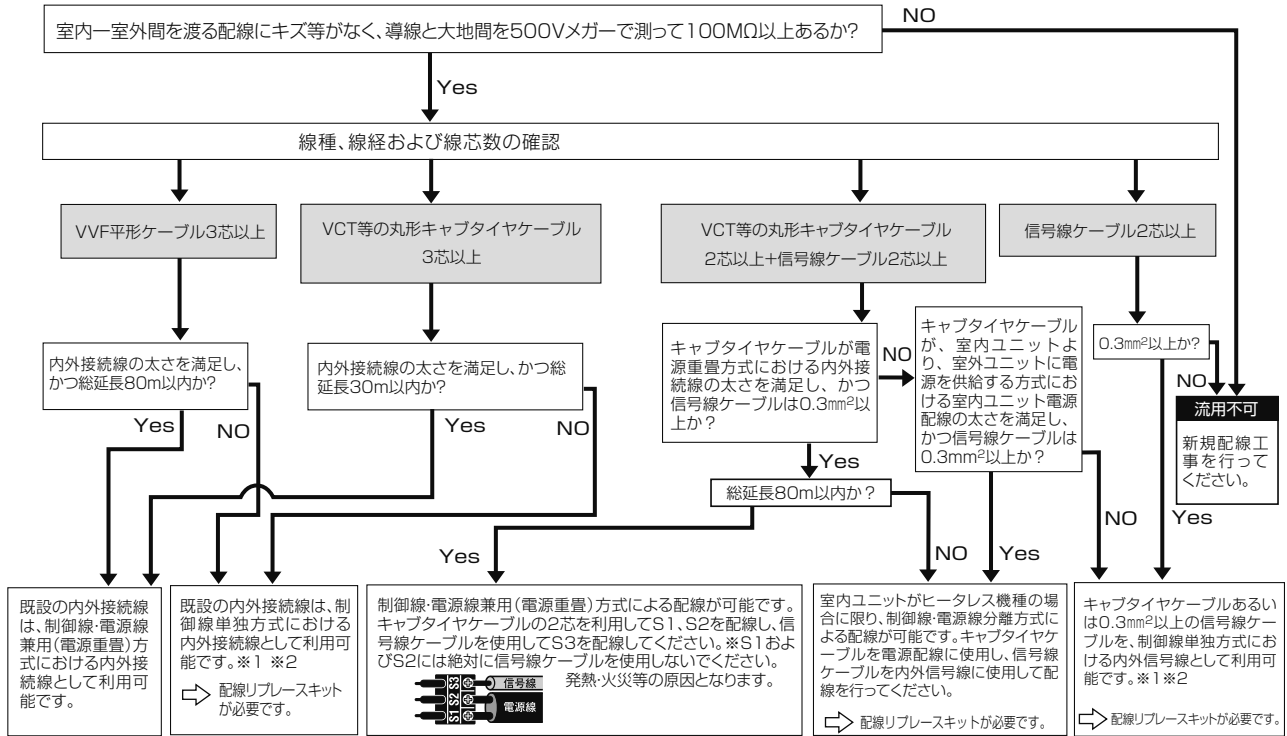 室内ー室外間を渡る配線にキズ等がなく、導線と大地間を500Vメガーで測って100MΩ以上あるか?
NO
Yes
線種、線経および線芯数の確認
VVF平形ケーブル3芯以上
VCT等の丸形キャブタイヤケーブル
3芯以上
VCT等の丸形キャブタイヤケーブル
2芯以上+信号線ケーブル2芯以上
信号線ケーブル2芯以上
内外接続線の太さを満足し、
かつ総延長80m以内か?
Yes
NO
内外接続線の太さを満足し、かつ総
延長30m以内か?
Yes
NO
キャブタイヤケーブルが電
源重畳方式における内外接
続線の太さを満足し、かつ
信号線ケーブルは0.3mm²以
上か?
NO
Yes
キャブタイヤケーブル
が、室内ユニットよ
り、室外ユニットに電
源を供給する方式にお
ける室内ユニット電源
配線の太さを満足し、
かつ信号線ケーブルは
0.3mm²以上か?
0.3mm²以上か?
NO
流用不可
新規配線工
事を行って
ください。
総延長80m以内か?
Yes
NO
Yes
NO
Yes
既設の内外接続線
は、制御線・電源線
兼用(電源重畳)方
式における内外接
続線として利用可
能です。
既設の内外接続線は、制
御線単独方式における
内外接続線として利用可
能です。※1 ※2
⇨ 配線リプレースキット
が必要です。
制御線・電源線兼用(電源重畳)方式による配線が可能です。
キャブタイヤケーブルの2芯を利用してS1、S2を配線し、信
号線ケーブルを使用してS3を配線してください。※S1およ
びS2には絶対に信号線ケーブルを使用しないでください。
発熱・火災等の原因となります。
S1 S2 S3
信号線
電源線
室内ユニットがヒータレス機種の場
合に限り、制御線・電源線分離方式に
よる配線が可能です。キャブタイヤケ
ーブルを電源配線に使用し、信号線
ケーブルを内外信号線に使用して配
線を行ってください。
⇨ 配線リプレースキットが必要です。
キャブタイヤケーブルあるい
は0.3mm²以上の信号線ケー
ブルを、制御線単独方式にお
ける内外信号線として利用可
能です。※1※2
⇨ 配線リプレースキットが必要です。